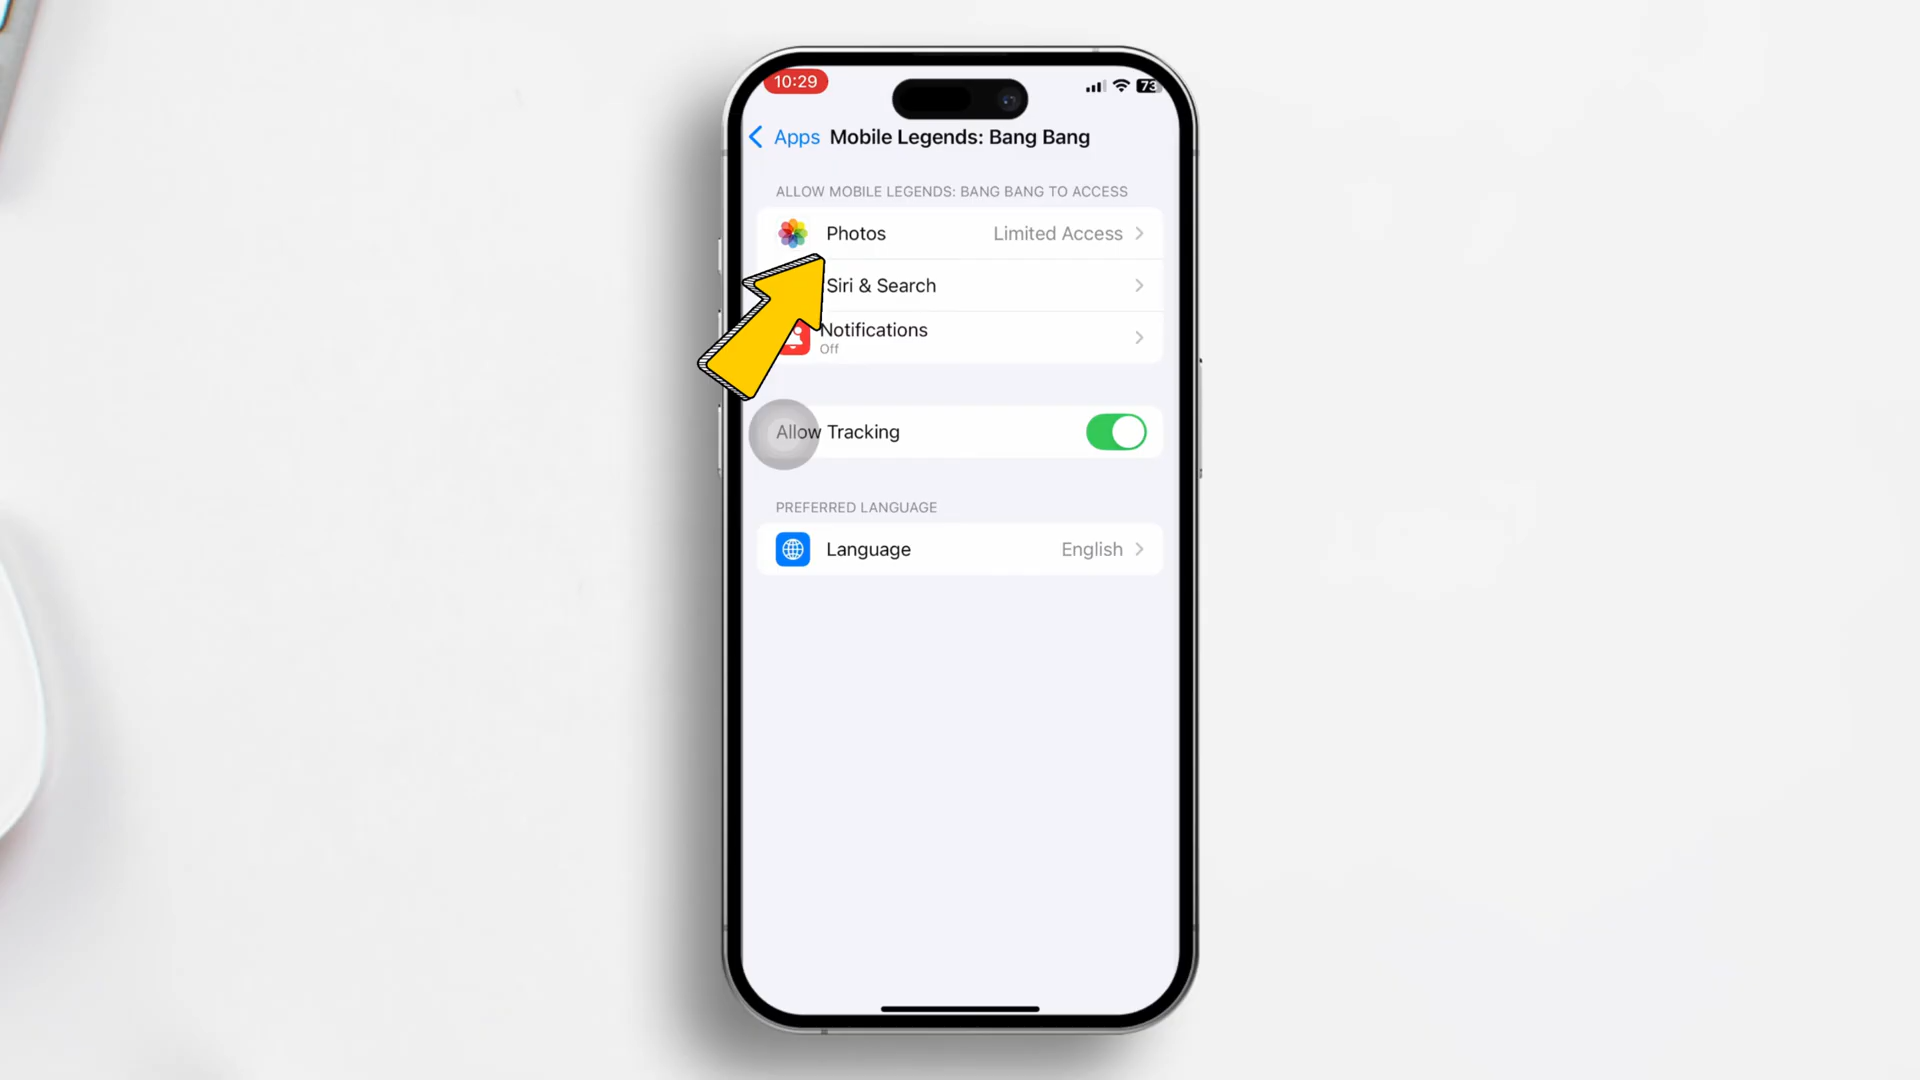 10:29
73
Apps Mobile Legends: Bang Bang
ALLOW MOBILE LEGENDS: BANG BANG TO ACCESS
Photos Limited Access
Siri & Search
Notifications
Off
Allow Tracking
PREFERRED LANGUAGE
Language English